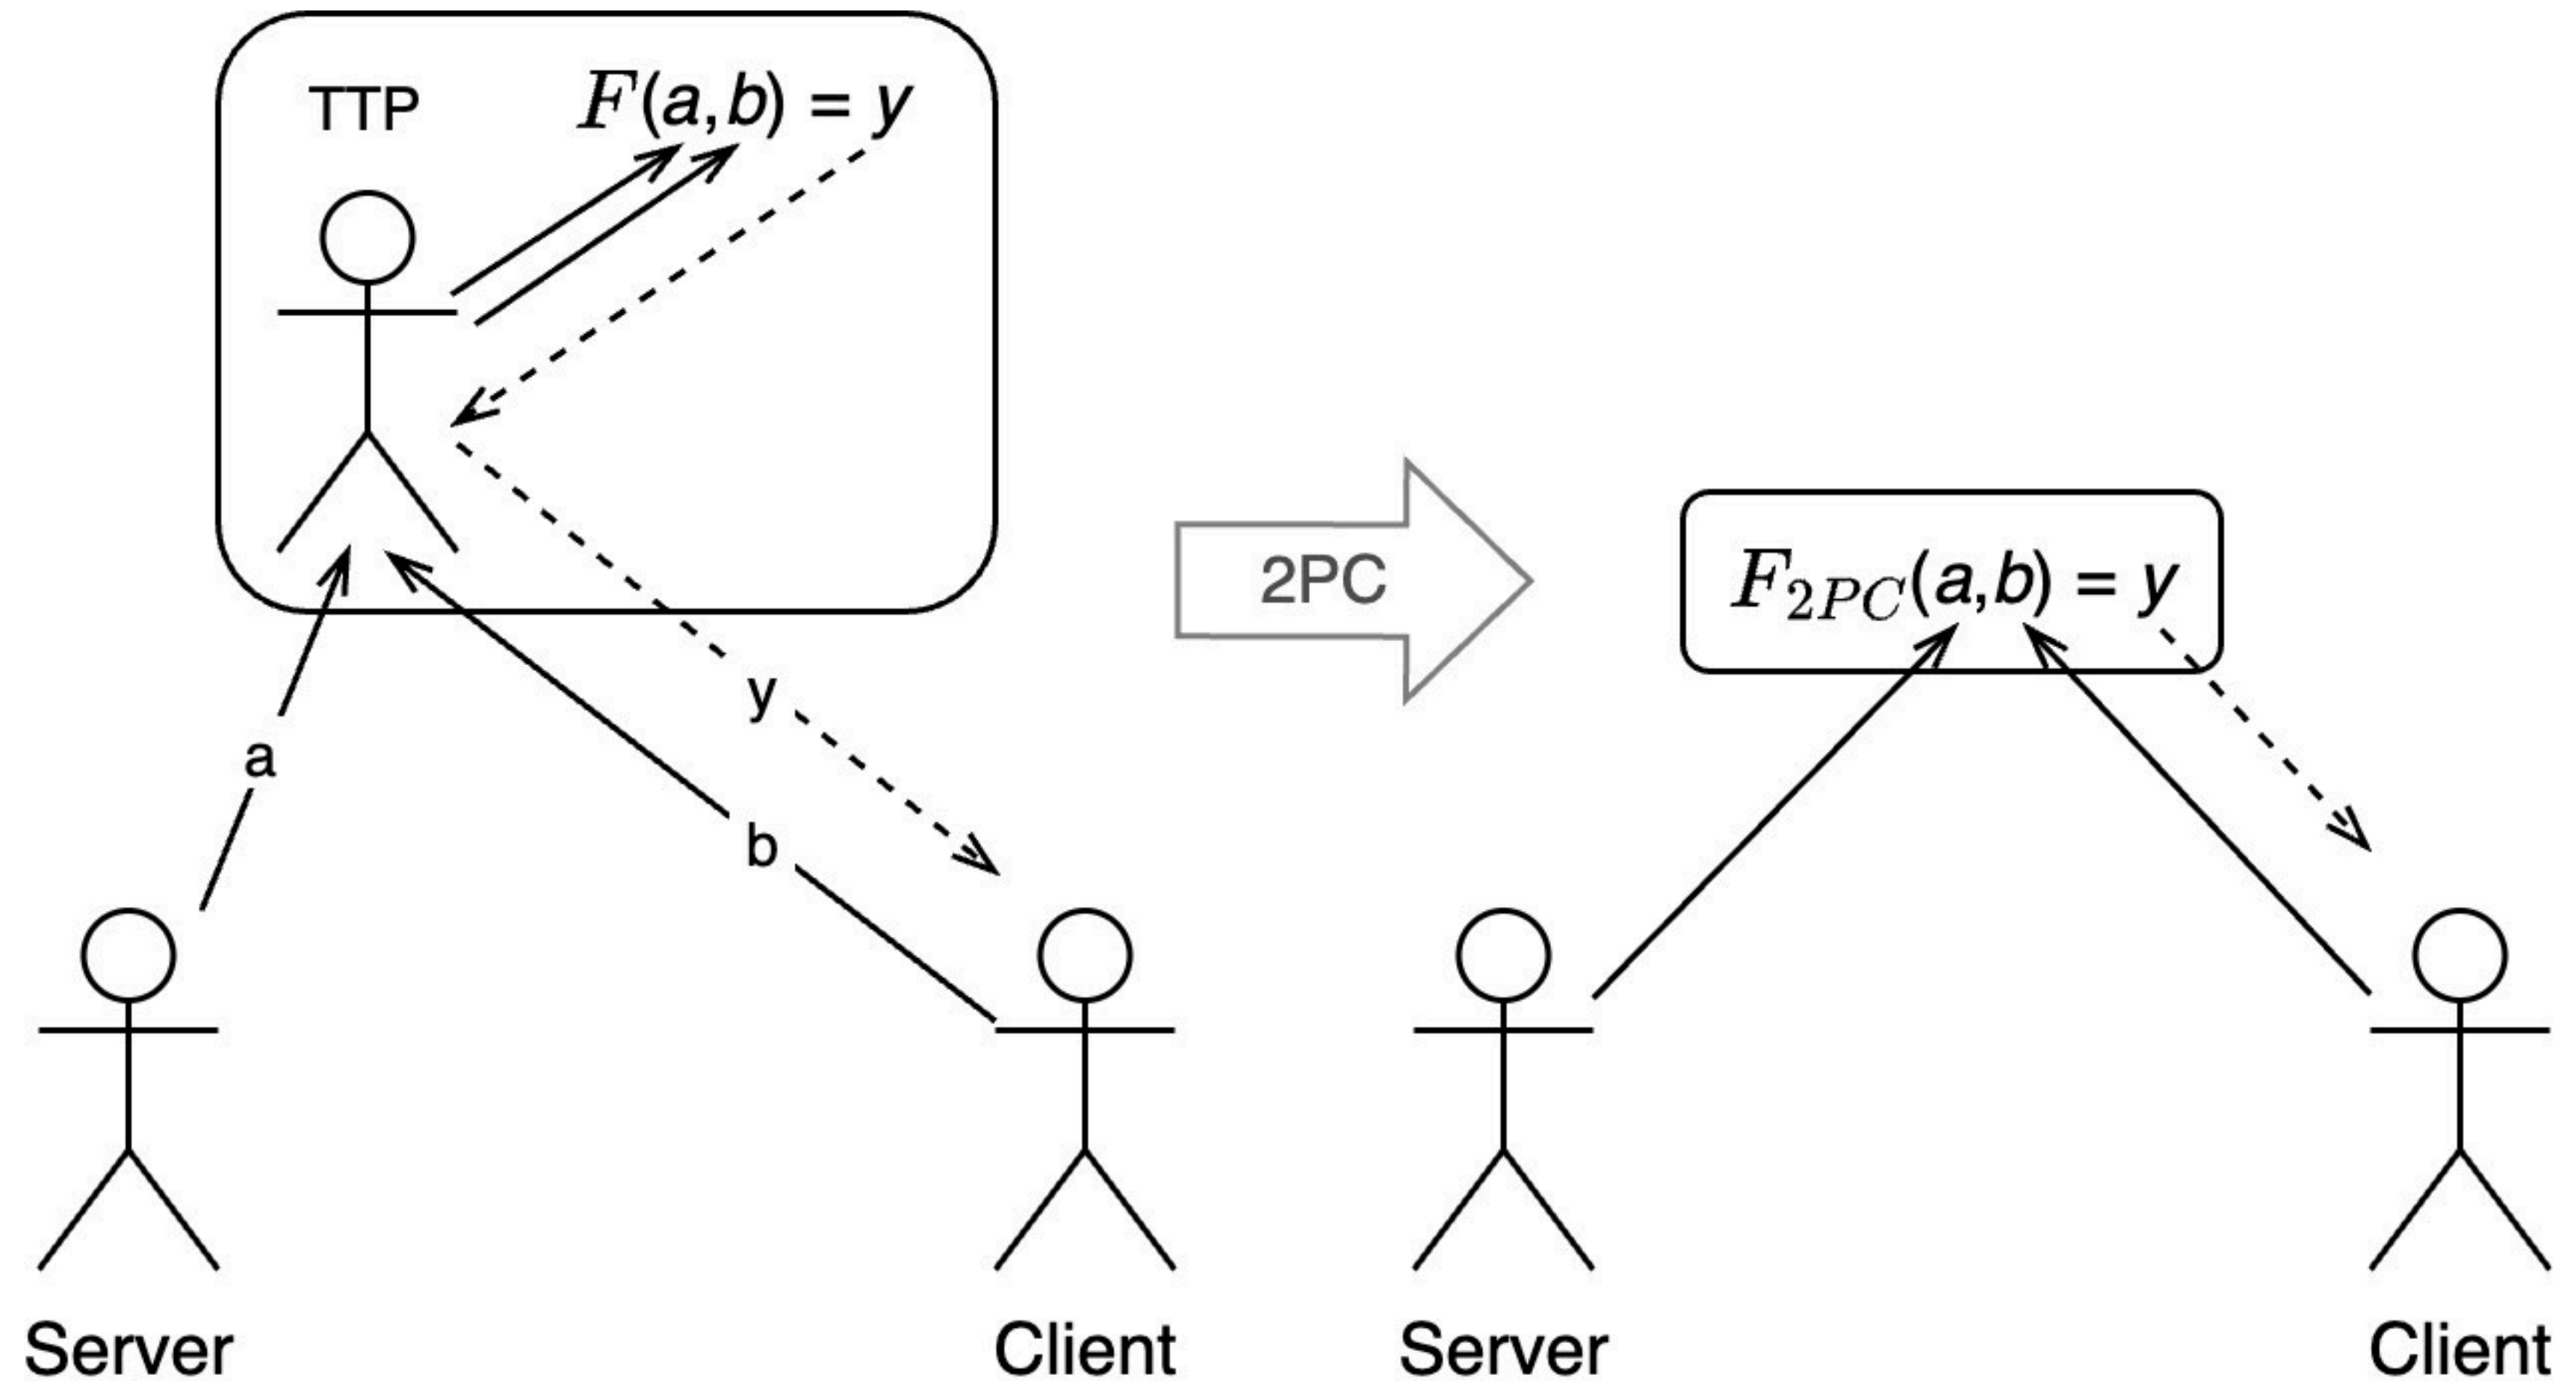 TTP
F(a,b) = y
a
y
b
Server
Client
2PC
F2PC(a,b) = y
Server
Client